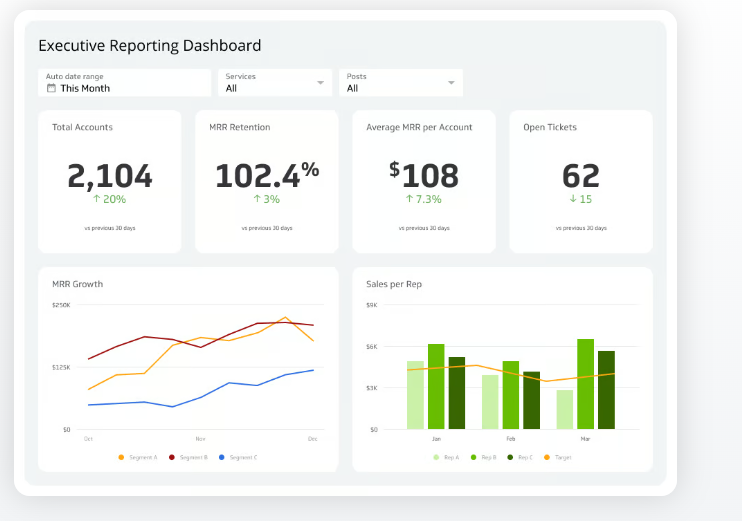 Executive Reporting Dashboard
Auto date range
This Month
Services
All
Posts
All
Total Accounts
2,104
↑ 20%
vs previous 30 days
MRR Retention
102.4%
↑ 3%
vs previous 30 days
Average MRR per Account
$108
↑ 7.3%
vs previous 30 days
Open Tickets
62
↓ 15
vs previous 30 days
MRR Growth
$250K
$125K
$0
Oct Nov Dec
Segment A Segment B Segment C
Sales per Rep
$9K
$6K
$3K
$0
Jan Feb Mar
Rep A Rep B Rep C Target